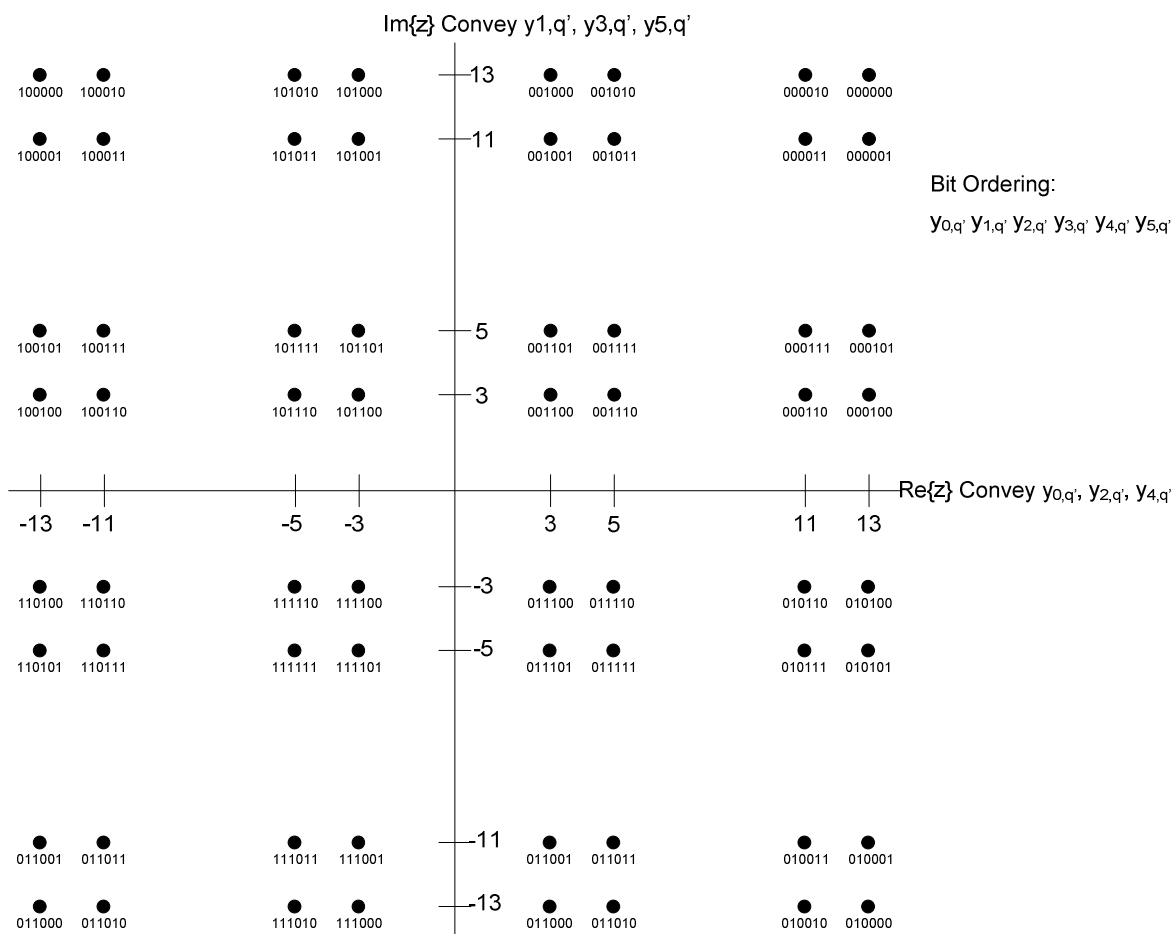 Im{z} Convey y1,q', y3,q', y5,q'
13
100000 100010 101010 101000 001000 001010 000010 000000
11
100001 100011 101011 101001 001001 001011 000011 000001
Bit Ordering:
y0,q' y1,q' y2,q' y3,q' y4,q' y5,q'
5
100101 100111 101111 101101 001101 001111 000111 000101
3
100100 100110 101110 101100 001100 001110 000110 000100
Re{z} Convey y0,q', y2,q', y4,q'
-13 -11 -5 -3 3 5 11 13
-3
110100 110110 111110 111100 011100 011110 010110 010100
-5
110101 110111 111111 111101 011101 011111 010111 010101
-11
011001 011011 111011 111001 011001 011011 010011 010001
-13
011000 011010 111010 111000 011000 011010 010010 010000